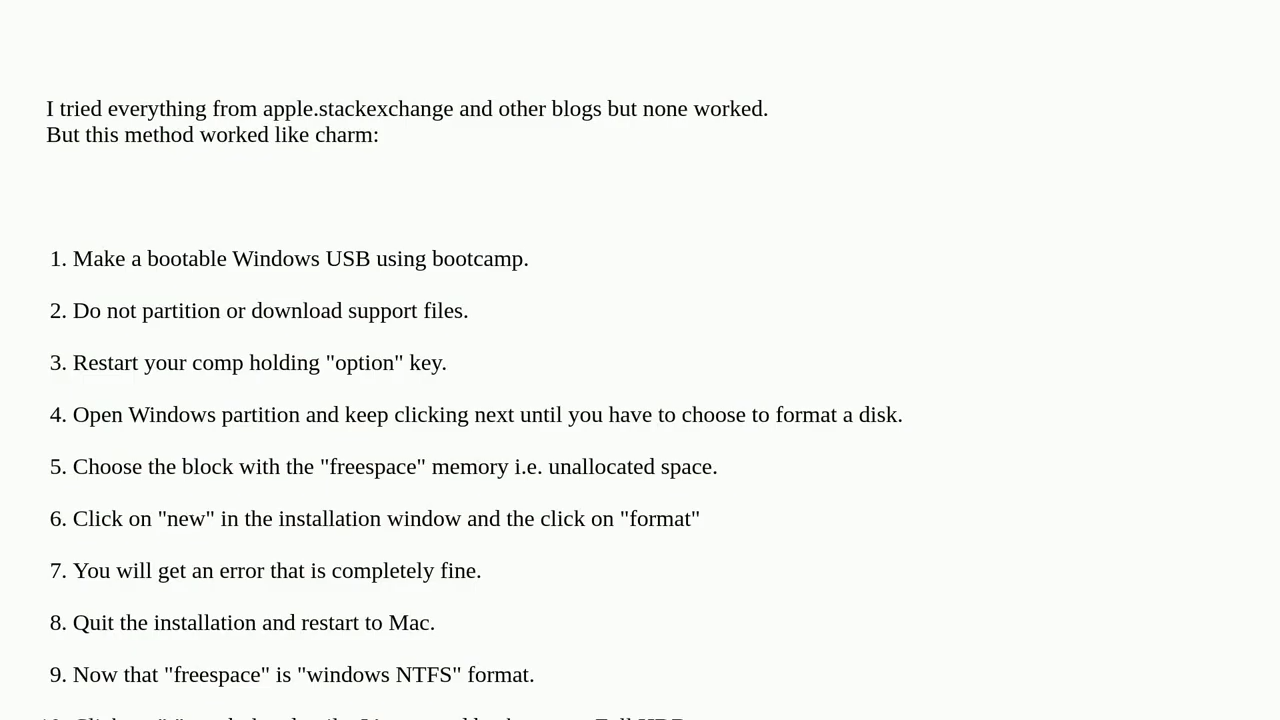 I tried everything from apple.stackexchange and other blogs but none worked.
But this method worked like charm:
1. Make a bootable Windows USB using bootcamp.
2. Do not partition or download support files.
3. Restart your comp holding "option" key.
4. Open Windows partition and keep clicking next until you have to choose to format a disk.
5. Choose the block with the "freespace" memory i.e. unallocated space.
6. Click on "new" in the installation window and the click on "format"
7. You will get an error that is completely fine.
8. Quit the installation and restart to Mac.
9. Now that "freespace" is "windows NTFS" format.